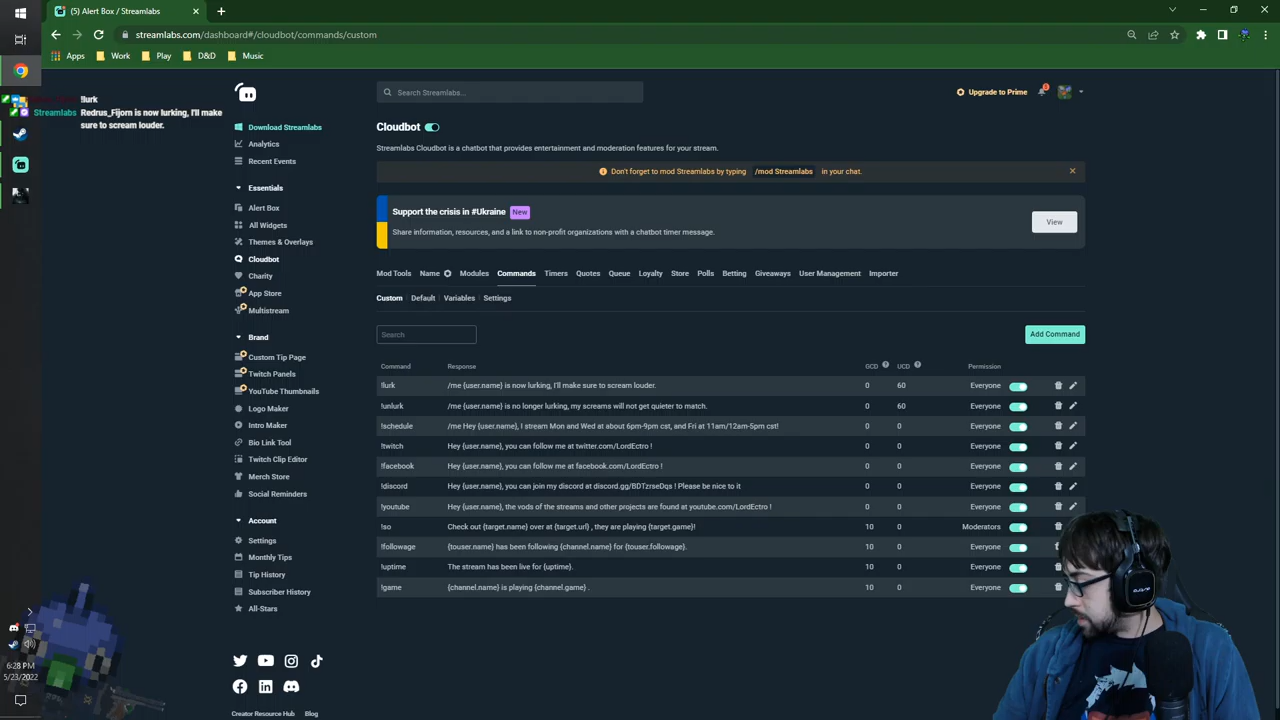 (2) Alert Box / Streamlabs
streamlabs.com/dashboard#/cloudbot/commands/custom
Apps Work Play D&D Music
!lurk
Streamlabs Redrus_Fijorn is now lurking, I'll make
sure to scream louder.
Search Streamlabs...
Upgrade to Prime
Download Streamlabs
Analytics
Recent Events
Essentials
Alert Box
All Widgets
Themes & Overlays
Cloudbot
Charity
App Store
Multistream
Brand
Custom Tip Page
Twitch Panels
YouTube Thumbnails
Logo Maker
Intro Maker
Bio Link Tool
Twitch Clip Editor
Merch Store
Social Reminders
Account
Settings
Monthly Tips
Tip History
Subscriber History
All-Stars
Creator Resource Hub Blog
Cloudbot
Streamlabs Cloudbot is a chatbot that provides entertainment and moderation features for your stream.
Don't forget to mod Streamlabs by typing /mod Streamlabs in your chat.
Support the crisis in #Ukraine New
Share information, resources, and a link to non-profit organizations with a chatbot timer message.
View
Mod Tools Name Modules Commands Timers Quotes Queue Loyalty Store Polls Betting Giveaways User Management Importer
Custom Default Variables Settings
Search
Add Command
Command Response GCD UCD Permission
!lurk /me {user.name} is now lurking, I'll make sure to scream louder. 0 60 Everyone
!unlurk /me {user.name} is no longer lurking, my screams will not get quieter to match. 0 60 Everyone
!schedule /me Hey {user.name}, I stream Mon and Wed at about 6pm-9pm cst, and Fri at 11am/12am-5pm cst! 0 0 Everyone
!twitch Hey {user.name}, you can follow me at twitter.com/LordEctro ! 0 0 Everyone
!facebook Hey {user.name}, you can follow me at facebook.com/LordEctro ! 0 0 Everyone
!discord Hey {user.name}, you can join my discord at discord.gg/BDTzrseDqs ! Please be nice to it 0 0 Everyone
!youtube Hey {user.name}, the vods of the streams and other projects are found at youtube.com/LordEctro ! 0 0 Everyone
!so Check out {target.name} over at {target.url} , they are playing {target.game}! 10 0 Moderators
!followage {touser.name} has been following {channel.name} for {touser.followage}. 10 0 Everyone
!uptime The stream has been live for {uptime}. 10 0 Everyone
!game {channel.name} is playing {channel.game} . 10 0 Everyone
6:28 PM
5/23/2022